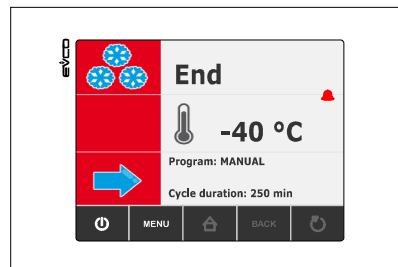 evco
End
-40 °C
Program: MANUAL
Cycle duration: 250 min
MENU
BACK